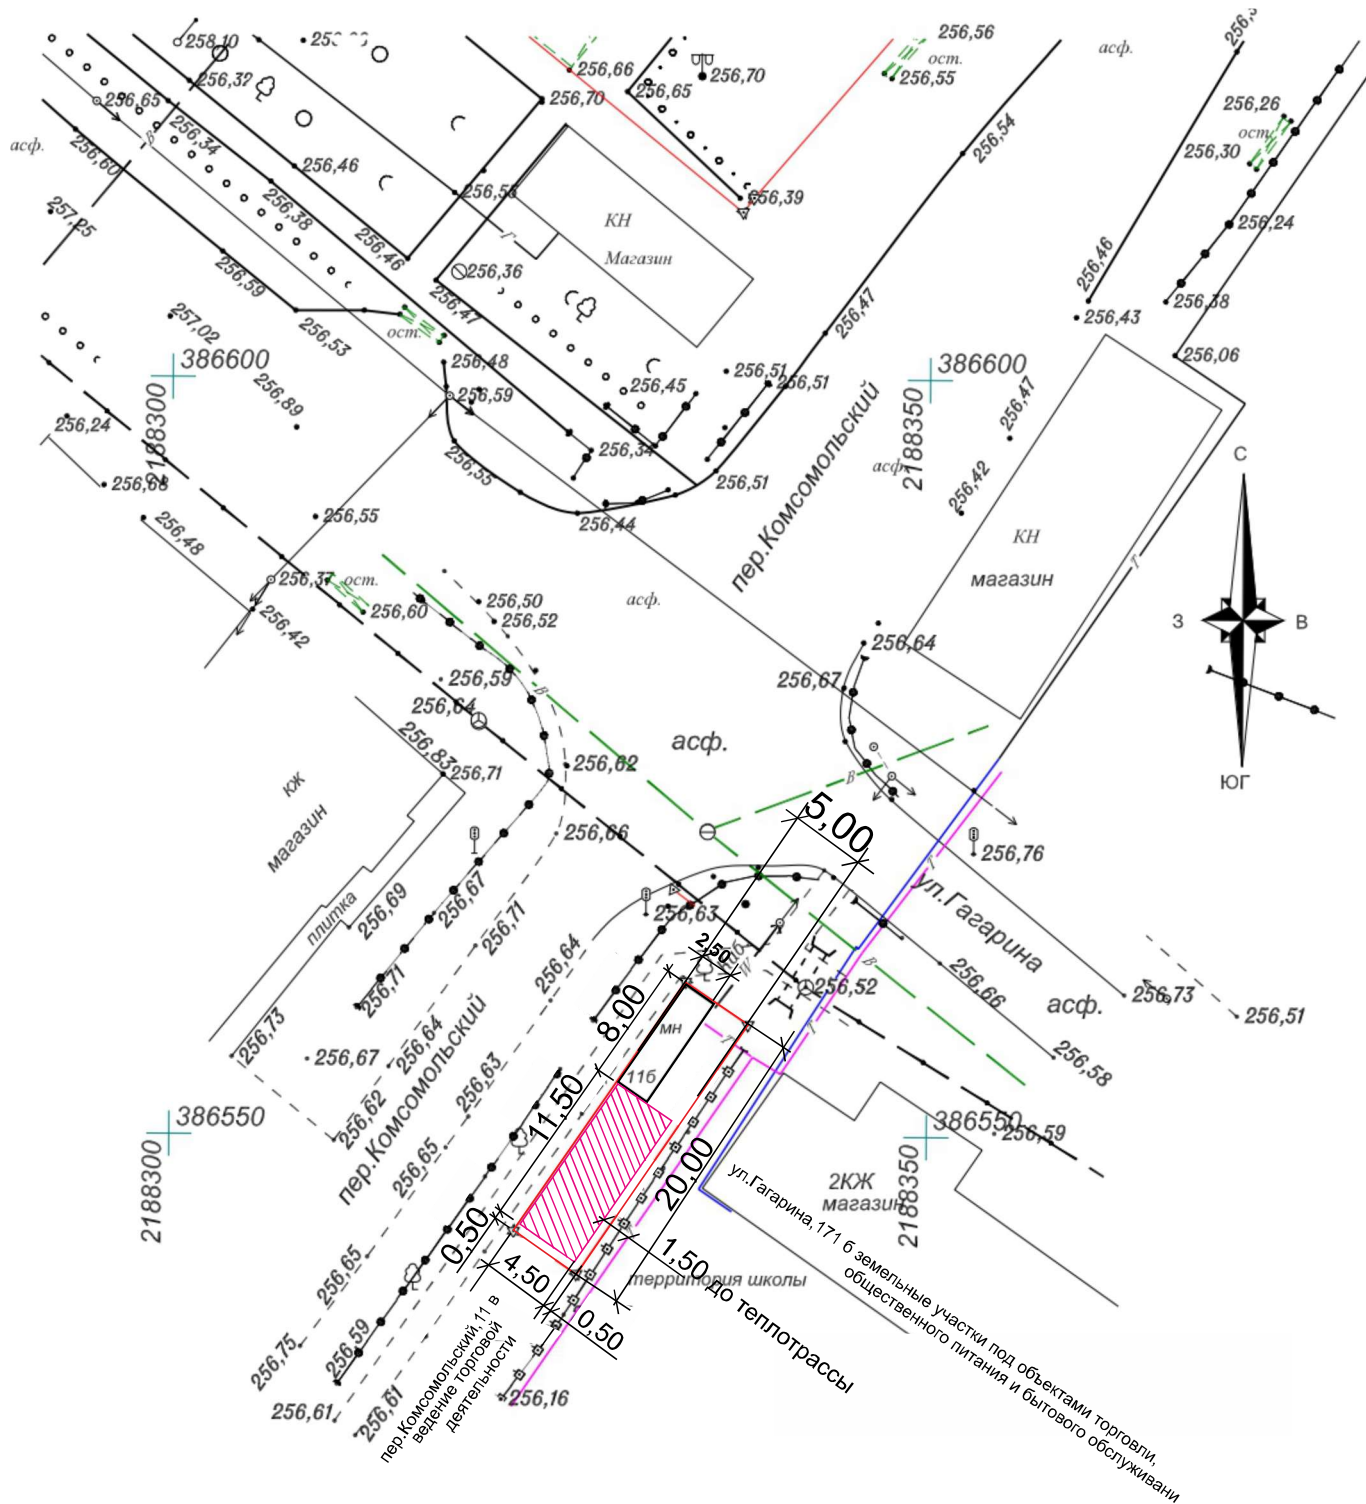 256,56
ост.
асф.
258,10
256,66
256,70
256,55
256,32
256,65
256,70
256,65
256,26
256,34
256,54
ост.
асф.
256,60
256,46
256,30
256,58
256,39
257,25
256,38
КН
256,24
256,46
Магазин
256,36
256,46
256,59
256,47
256,38
257,02
256,53
ост.
256,47
256,43
386600
256,48
256,51
386600
256,06
256,89
256,59
256,45
256,51
2188300
256,47
256,24
пер.Комсомольский
2188350
256,55
256,34
асф.
С
256,68
256,51
256,42
256,48
256,55
256,44
КН
магазин
Т
256,37
ост.
256,50
асф.
256,60
256,52
З
В
256,42
256,64
256,59
256,67
В
256,64
асф.
256,83
256,71
256,62
В
ЮГ
КЖ
магазин
5,00
256,66
256,76
Т
ул.Гагарина
256,67
256,69
плитка
256,71
256,63
256,64
2,50
каб
W
В
256,66
256,71
256,52
256,73
асф.
256,51
8,00
мн
256,73
256,64
Т
Т
256,67
256,58
256,63
11б
11,50
386550
256,62
386550
256,59
пер.Комсомольский
256,65
20,00
2188300
2КЖ
магазин
2188350
0,50
4,50
256,65
территория школы
1,50 до теплотрассы
0,50
256,59
256,75
256,61
256,61
256,16
пер.Комсомольский, 11 в
ведение торговой
деятельности
ул.Гагарина, 171 б земельные участки под объектами торговли,
общественного питания и бытового обслуживани